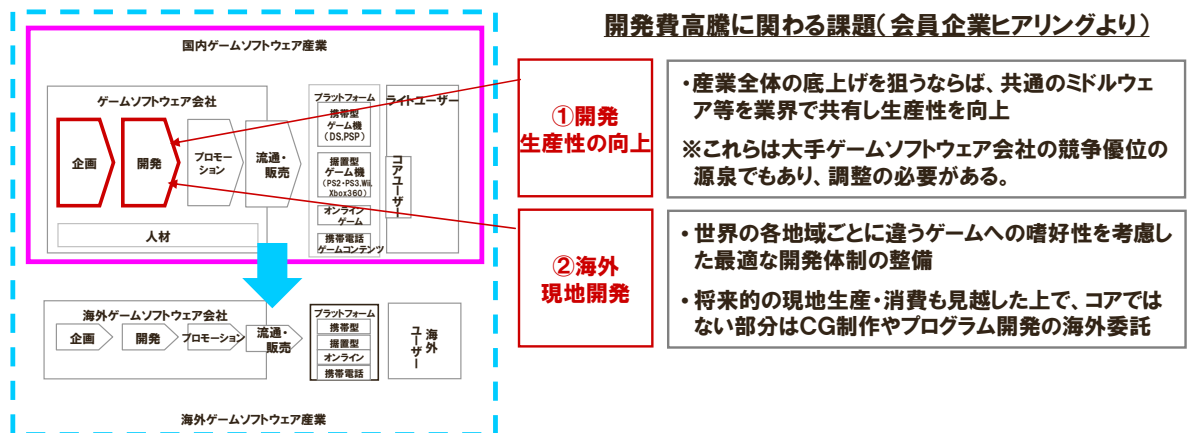 開発費高騰に関わる課題(会員企業ヒアリングより)
国内ゲームソフトウェア産業
ゲームソフトウェア会社
企画
開発
プロモー
ション
流通・
販売
人材
プラットフォーム
携帯型
ゲーム機
(DS,PSP)
据置型
ゲーム機
(PS2・PS3,Wii,
Xbox360)
オンライン
ゲーム
携帯電話
ゲームコンテンツ
ライトユーザー
コアユーザー
海外ゲームソフトウェア会社
企画
開発
プロモーション
流通・
販売
プラットフォーム
携帯型
据置型
オンライン
携帯電話
海外
ユーザー
海外ゲームソフトウェア産業
①開発
生産性の向上
・産業全体の底上げを狙うならば、共通のミドルウェ
ア等を業界で共有し生産性を向上
※これらは大手ゲームソフトウェア会社の競争優位の
源泉でもあり、調整の必要がある。
②海外
現地開発
・世界の各地域ごとに違うゲームへの嗜好性を考慮し
た最適な開発体制の整備
・将来的の現地生産・消費も見越した上で、コアでは
ない部分はCG制作やプログラム開発の海外委託